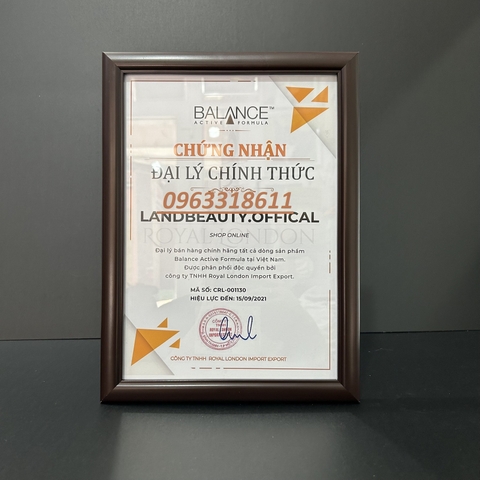 BALANCE™
ACTIVE FORMULA
CHỨNG NHẬN
ĐẠI LÝ CHÍNH THỨC
0963318611
LANDBEAUTY.OFFICAL
SHOP ONLINE
ROYAL LONDON
Đại lý bán hàng chính hãng tất cả dòng sản phẩm
Balance Active Formula tại Việt Nam.
Được phân phối độc quyền bởi
công ty TNHH Royal London Import Export.
MÃ SỐ: CRL-001130
HIỆU LỰC ĐẾN: 15/09/2021
CÔNG TY TNHH ROYAL LONDON IMPORT EXPORT